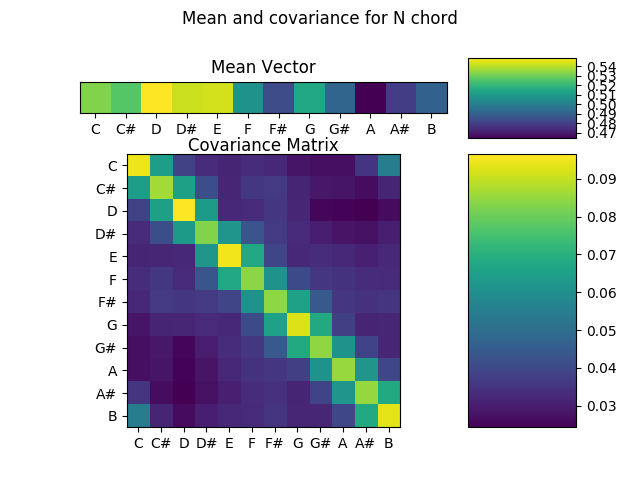 Mean and covariance for N chord
Mean Vector
C C# D D# E F F# G G# A A# B
0.54
0.53
0.52
0.51
0.50
0.49
0.48
0.47
Covariance Matrix
C
C#
D
D#
E
F
F#
G
G#
A
A#
B
C C# D D# E F F# G G# A A# B
0.09
0.08
0.07
0.06
0.05
0.04
0.03